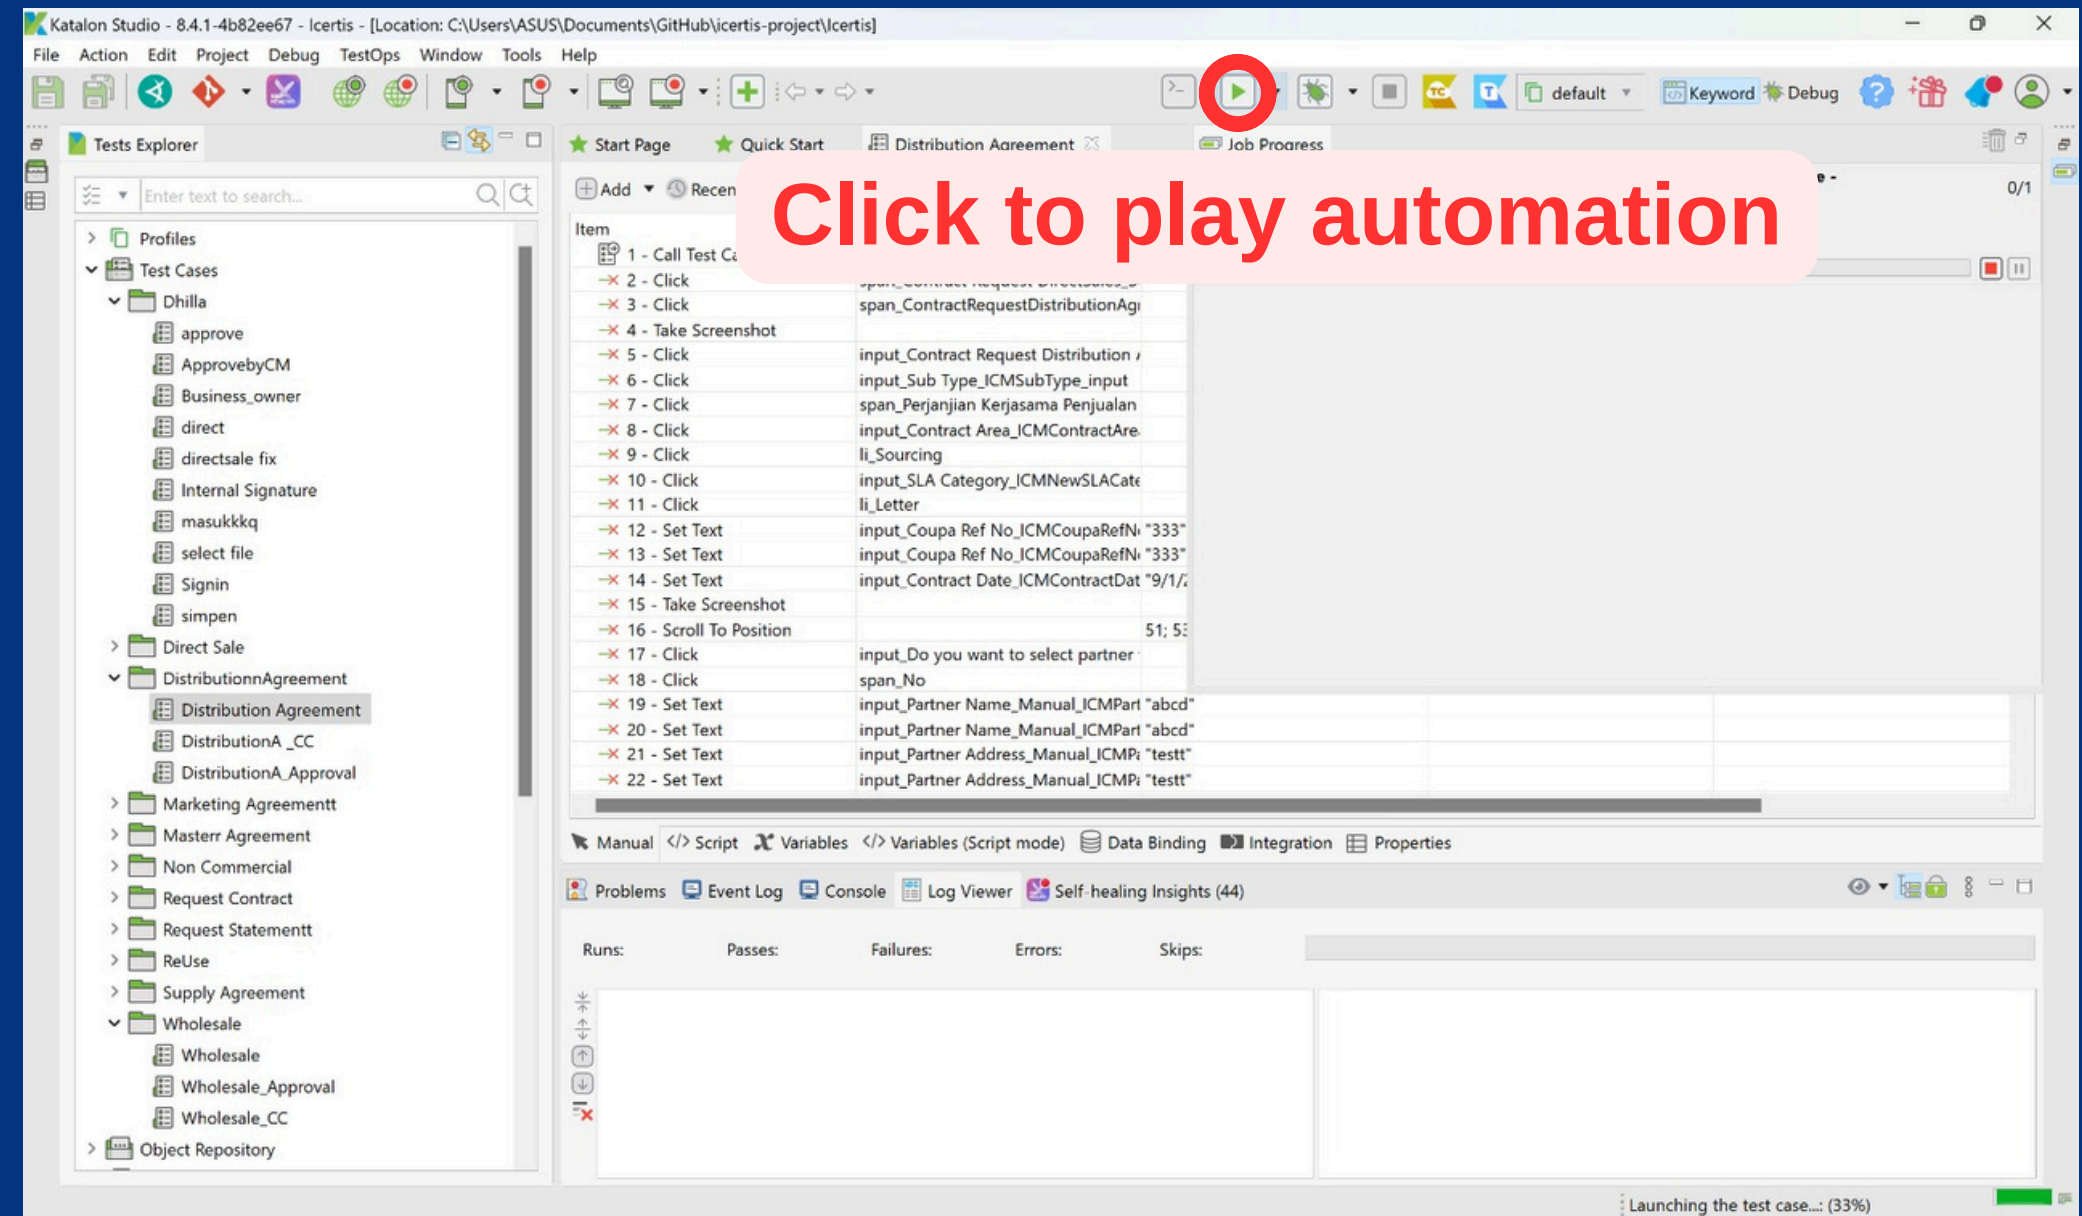 Katalon Studio - 8.4.1-4b82ee67 - Icertis - [Location: C:\Users\ASUS\Documents\GitHub\icertis-project\Icertis]
File Action Edit Project Debug TestOps Window Tools Help
default Keyword Debug
Tests Explorer
Start Page Quick Start Distribution Agreement Job Progress
Enter text to search...
Add Recen
0/1
Click to play automation
Item
Profiles
Test Cases
Dhilla
approve
ApprovebyCM
Business_owner
direct
directsale fix
Internal Signature
masukkkq
select file
Signin
simpen
Direct Sale
DistributionnAgreement
Distribution Agreement
DistributionA _CC
DistributionA_Approval
Marketing Agreementt
Masterr Agreement
Non Commercial
Request Contract
Request Statementt
ReUse
Supply Agreement
Wholesale
Wholesale
Wholesale_Approval
Wholesale_CC
Object Repository
1 - Call Test Ca
2 - Click
3 - Click span_ContractRequestDistributionAgr
4 - Take Screenshot
5 - Click input_Contract Request Distribution
6 - Click input_Sub Type_ICMSubType_input
7 - Click span_Perjanjian Kerjasama Penjualan
8 - Click input_Contract Area_ICMContractAre
9 - Click li_Sourcing
10 - Click input_SLA Category_ICMNewSLACate
11 - Click li_Letter
12 - Set Text input_Coupa Ref No_ICMCoupaRefN "333"
13 - Set Text input_Coupa Ref No_ICMCoupaRefN "333"
14 - Set Text input_Contract Date_ICMContractDat "9/1/2
15 - Take Screenshot
16 - Scroll To Position 51; 53
17 - Click input_Do you want to select partner
18 - Click span_No
19 - Set Text input_Partner Name_Manual_ICMPart "abcd"
20 - Set Text input_Partner Name_Manual_ICMPart "abcd"
21 - Set Text input_Partner Address_Manual_ICMPa "testt"
22 - Set Text input_Partner Address_Manual_ICMPa "testt"
Manual </> Script Variables </> Variables (Script mode) Data Binding Integration Properties
Problems Event Log Console Log Viewer Self-healing Insights (44)
Runs: Passes: Failures: Errors: Skips:
Launching the test case...: (33%)